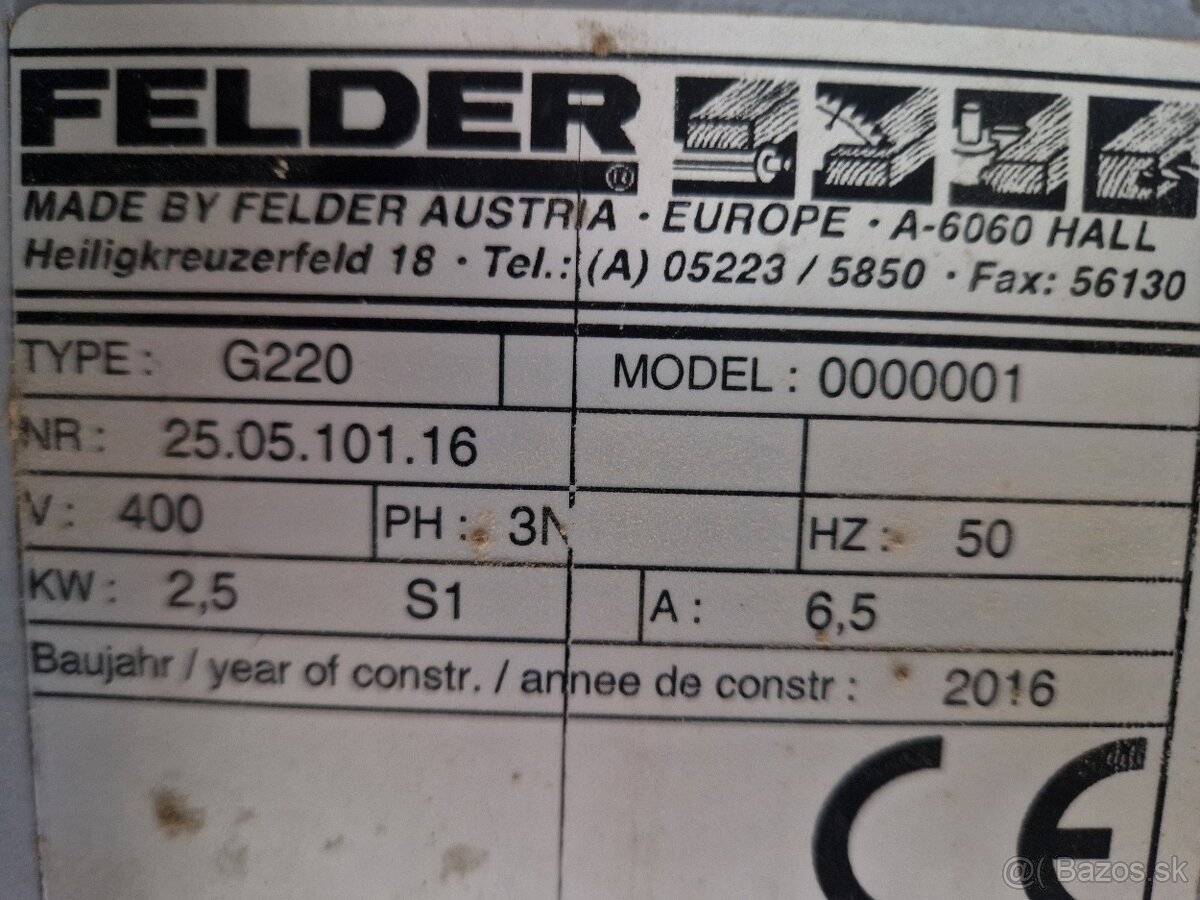 FELDER®
MADE BY FELDER AUSTRIA · EUROPE · A-6060 HALL
Heiligkreuzerfeld 18 · Tel.: (A) 05223 / 5850 · Fax: 56130
TYPE: G220 MODEL: 0000001
NR: 25.05.101.16
V: 400 PH: 3N HZ: 50
KW: 2,5 S1 A: 6,5
Baujahr / year of constr. / annee de constr: 2016
CE
@( Bazos.sk